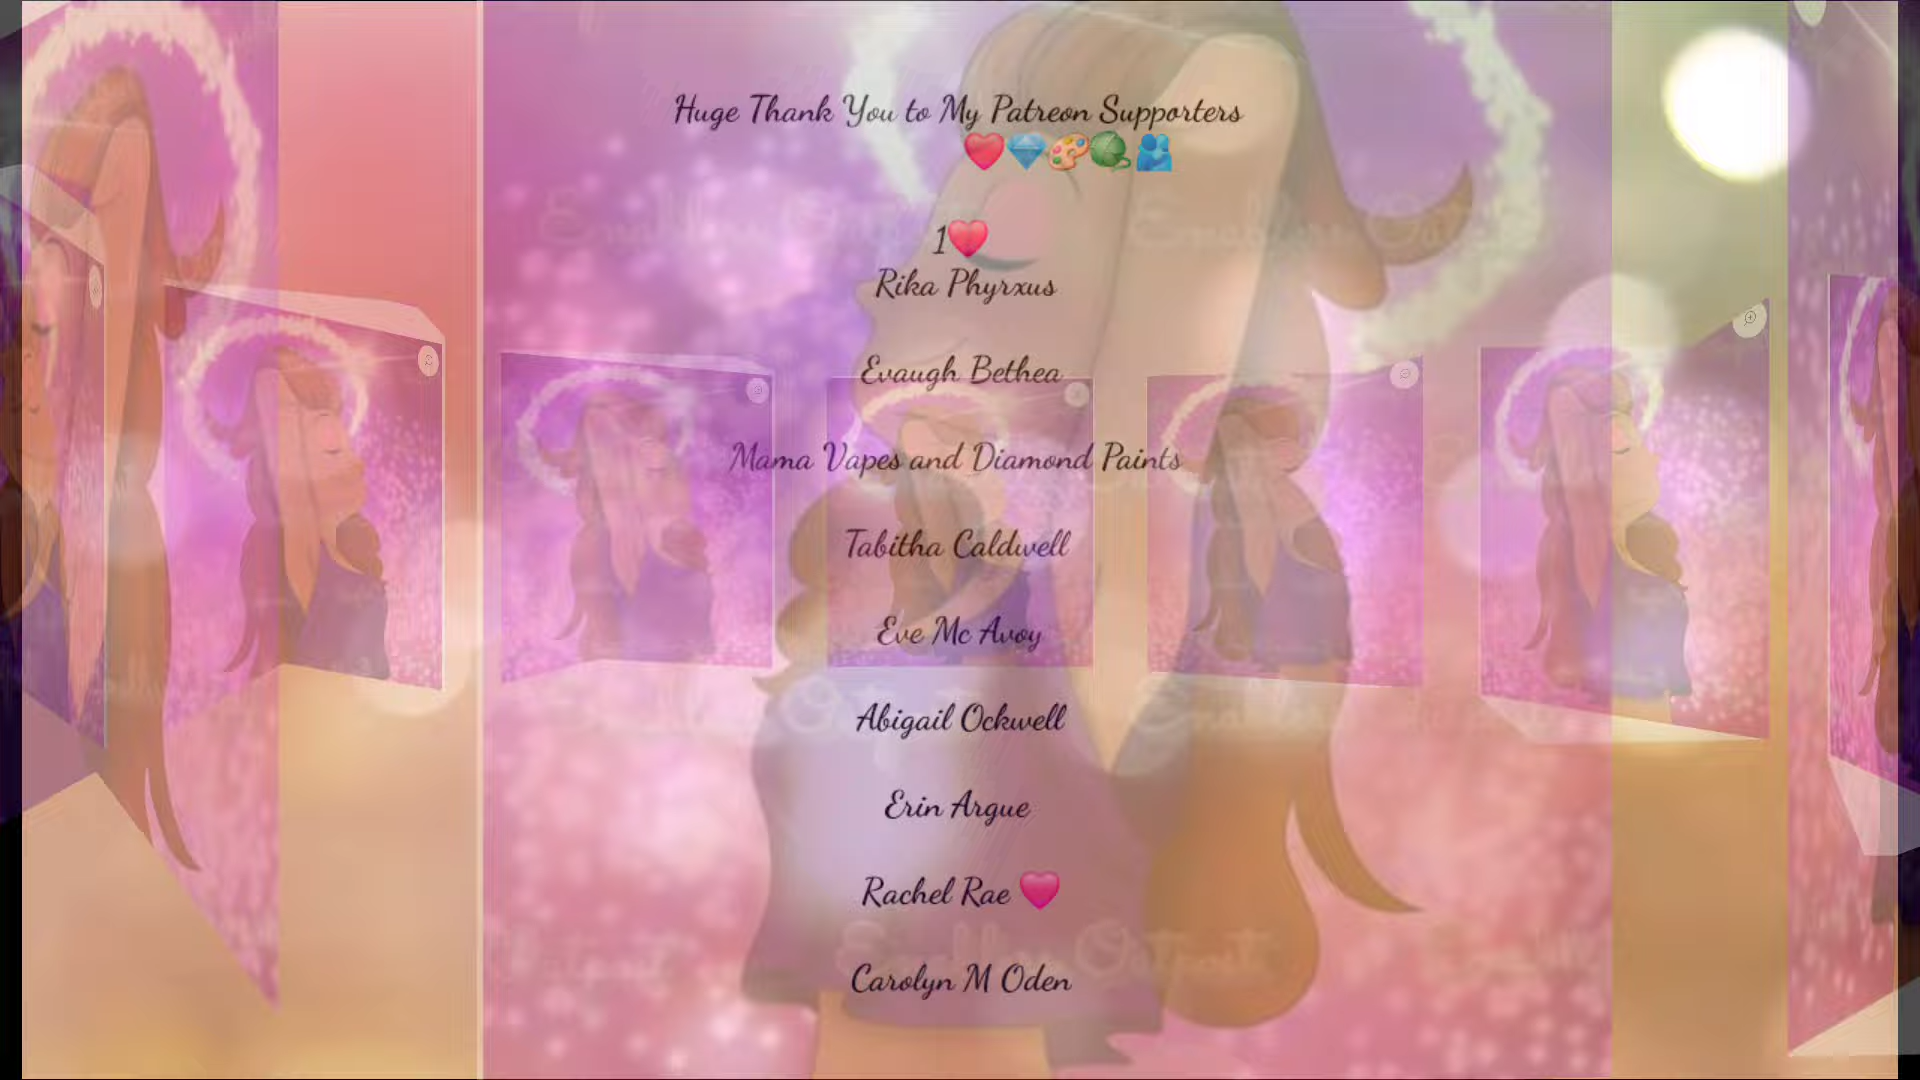 Huge Thank You to My Patreon Supporters
❤️💎🎨🧶🫂
1❤️
Rika Phyrxus
Evaugh Bethea
Mama Vapes and Diamond Paints
Tabitha Caldwell
Eve Mc Avoy
Abigail Ockwell
Erin Argue
Rachel Rae 💗
Carolyn M Oden